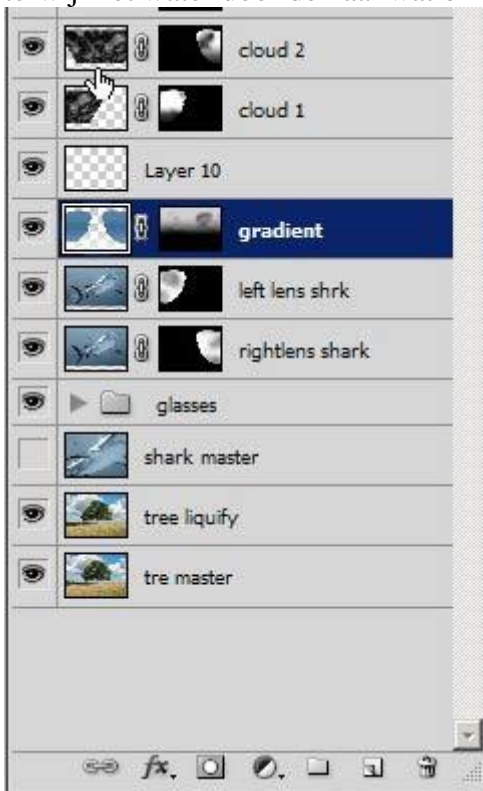 cloud 2
cloud 1
Layer 10
gradient
left lens shrk
rightlens shark
glasses
shark master
tree liquify
tre master
fx.